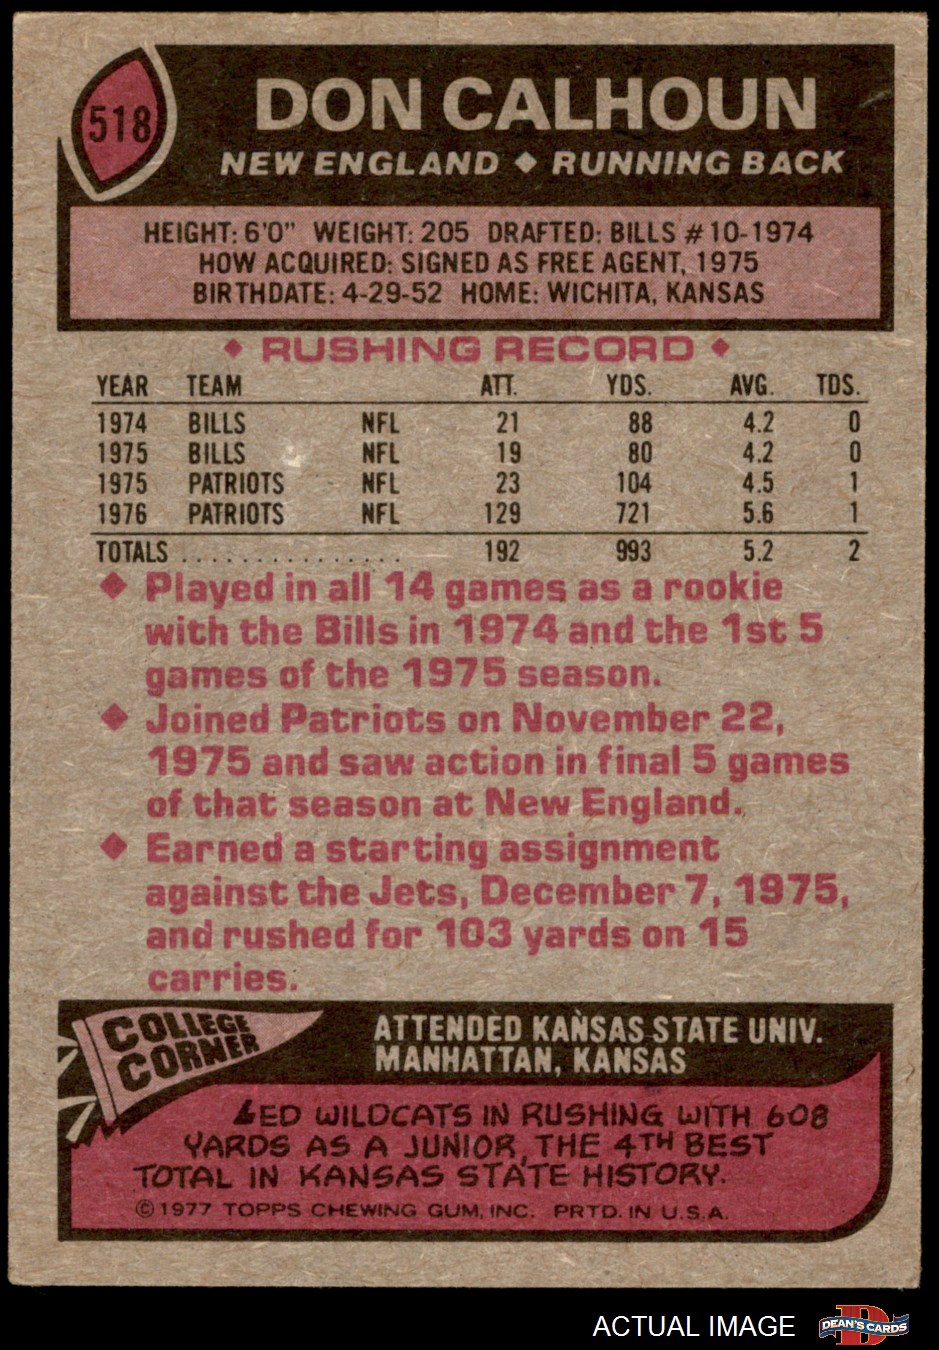 518
DON CALHOUN
NEW ENGLAND ◆ RUNNING BACK
HEIGHT: 6'0" WEIGHT: 205 DRAFTED: BILLS #10-1974
HOW ACQUIRED: SIGNED AS FREE AGENT, 1975
BIRTHDATE: 4-29-52 HOME: WICHITA, KANSAS
◆ RUSHING RECORD ◆
YEAR TEAM ATT. YDS. AVG. TDS.
1974 BILLS NFL 21 88 4.2 0
1975 BILLS NFL 19 80 4.2 0
1975 PATRIOTS NFL 23 104 4.5 1
1976 PATRIOTS NFL 129 721 5.6 1
TOTALS ................ 192 993 5.2 2
◆ Played in all 14 games as a rookie
with the Bills in 1974 and the 1st 5
games of the 1975 season.
◆ Joined Patriots on November 22,
1975 and saw action in final 5 games
of that season at New England.
◆ Earned a starting assignment
against the Jets, December 7, 1975,
and rushed for 103 yards on 15
carries.
COLLEGE
CORNER
ATTENDED KANSAS STATE UNIV.
MANHATTAN, KANSAS
LED WILDCATS IN RUSHING WITH 608
YARDS AS A JUNIOR, THE 4TH BEST
TOTAL IN KANSAS STATE HISTORY.
©1977 TOPPS CHEWING GUM, INC. PRTD. IN U.S.A.
ACTUAL IMAGE
D
DEAN'S CARDS